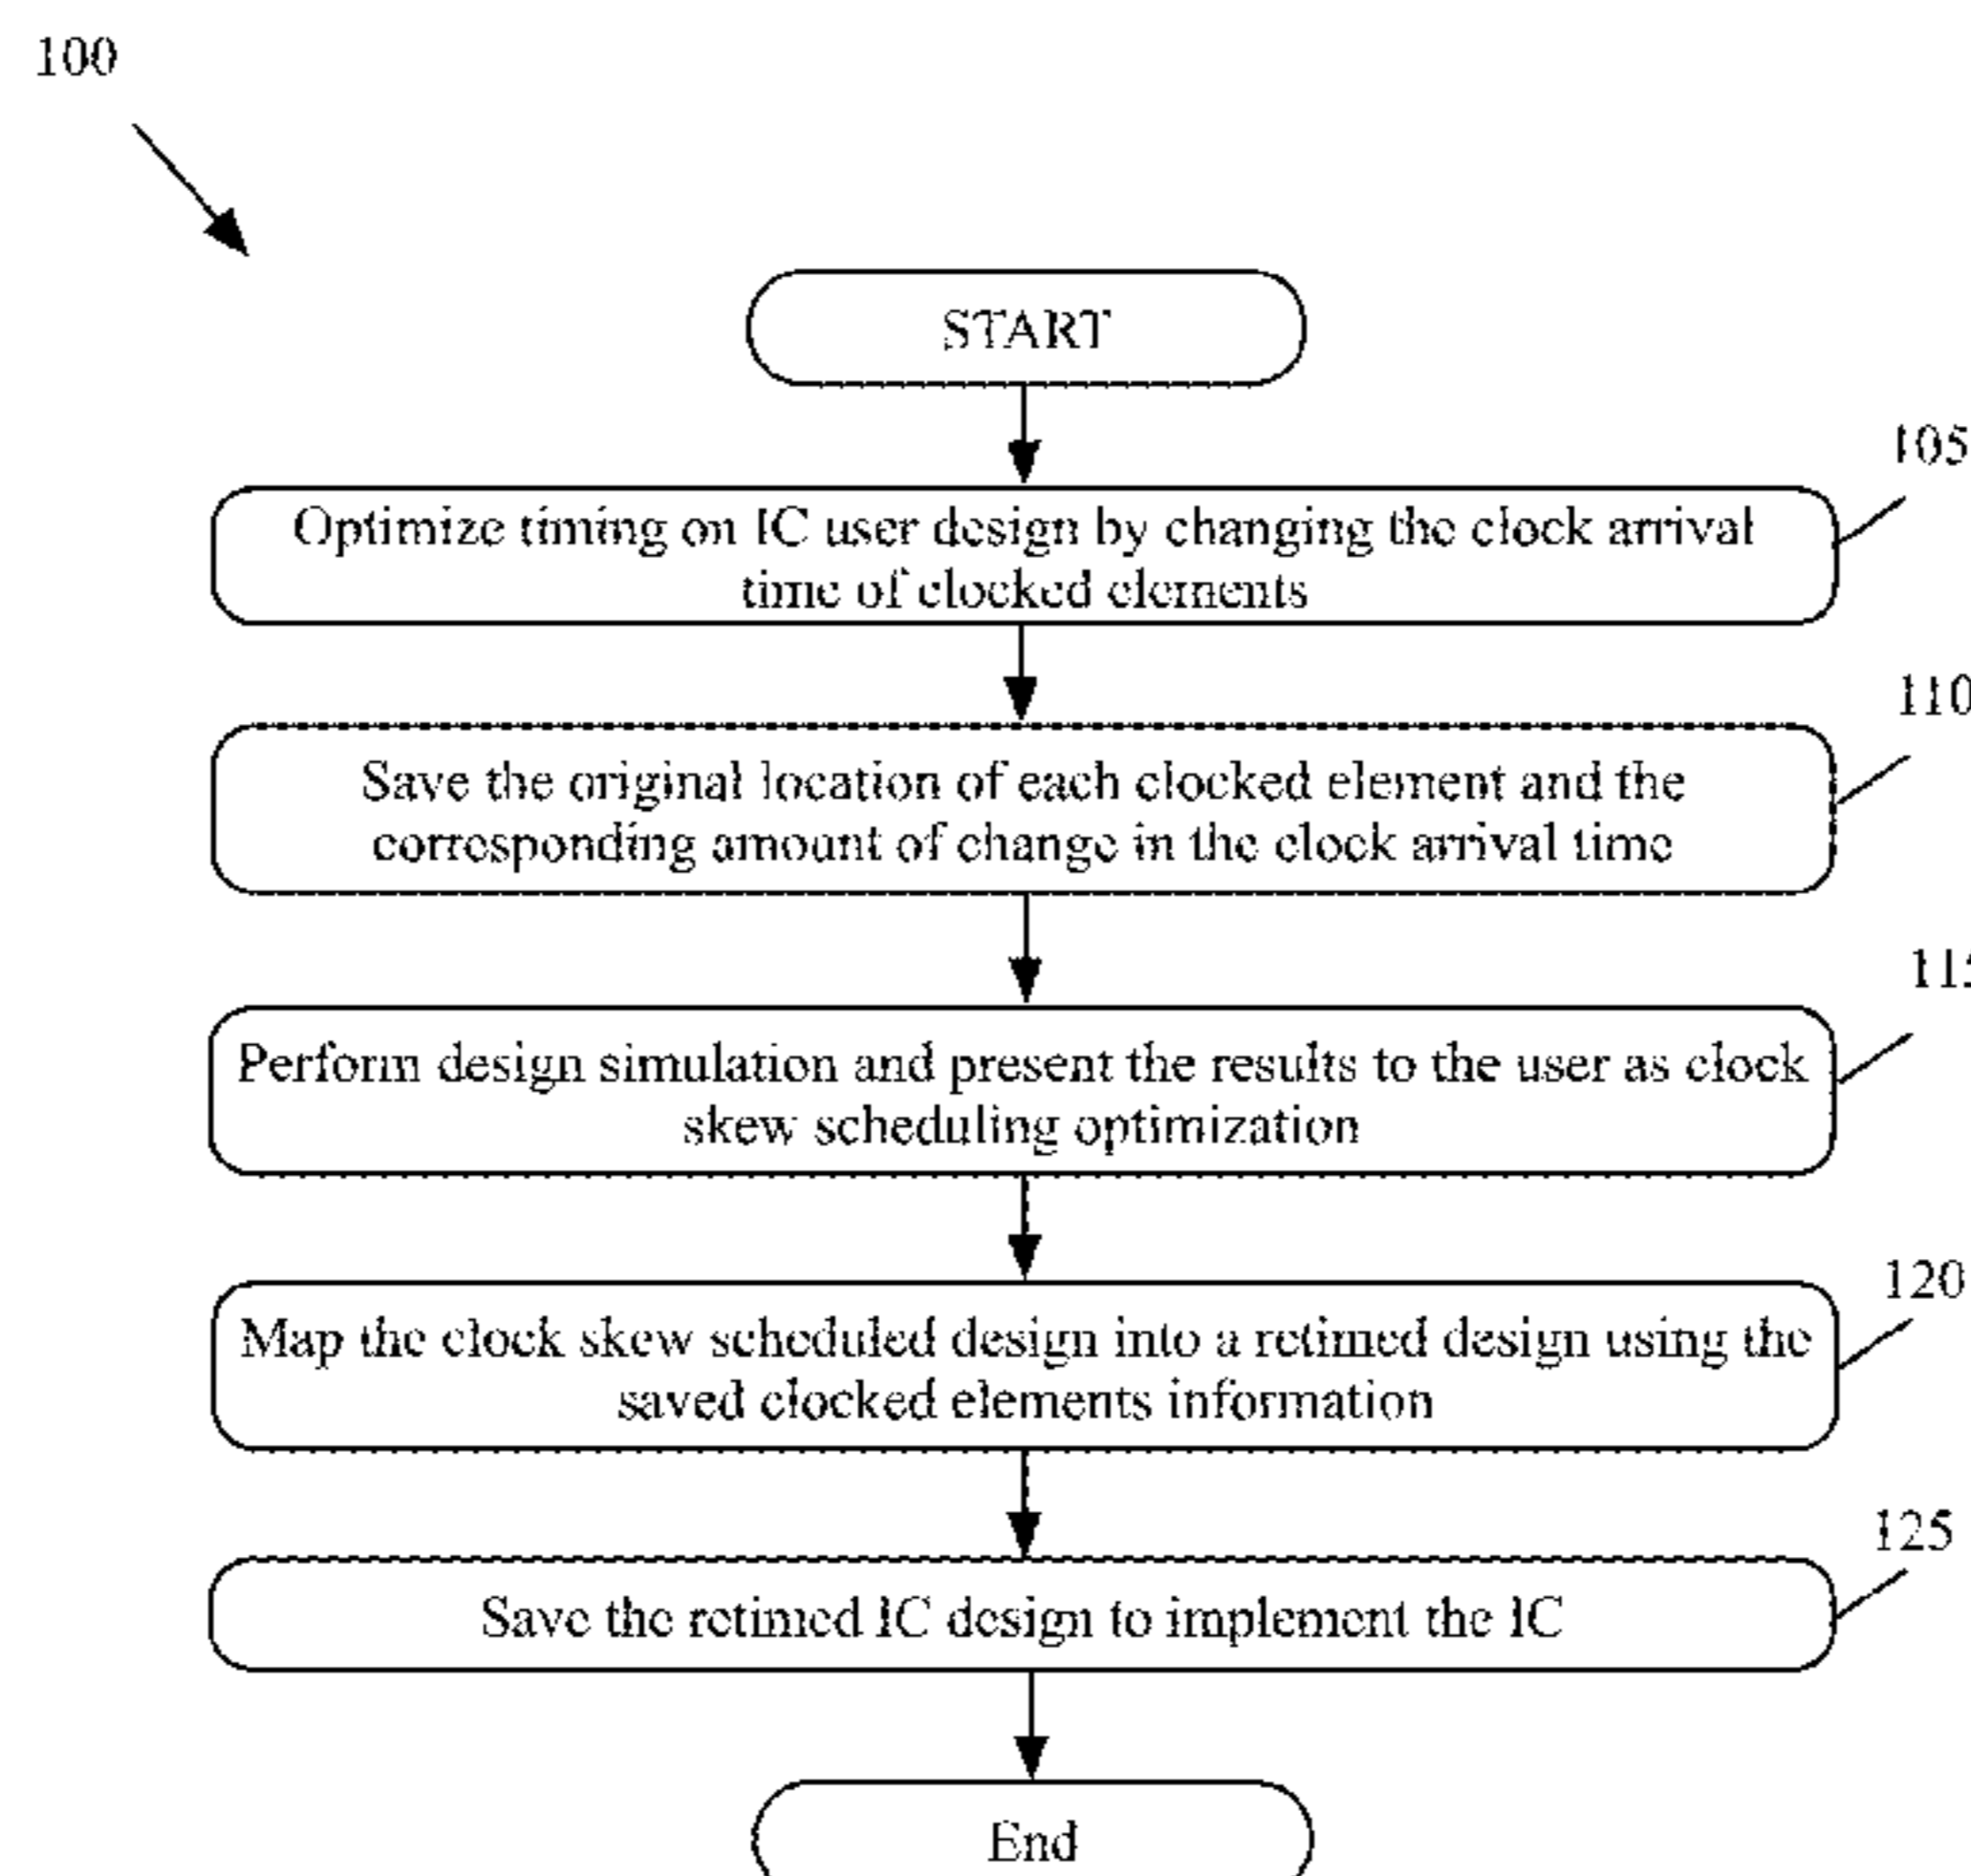 100
START
105
Optimize timing on IC user design by changing the clock arrival
time of clocked elements
110
Save the original location of each clocked element and the
corresponding amount of change in the clock arrival time
115
Perform design simulation and present the results to the user as clock
skew scheduling optimization
120
Map the clock skew scheduled design into a retimed design using the
saved clocked elements information
125
Save the retimed IC design to implement the IC
End